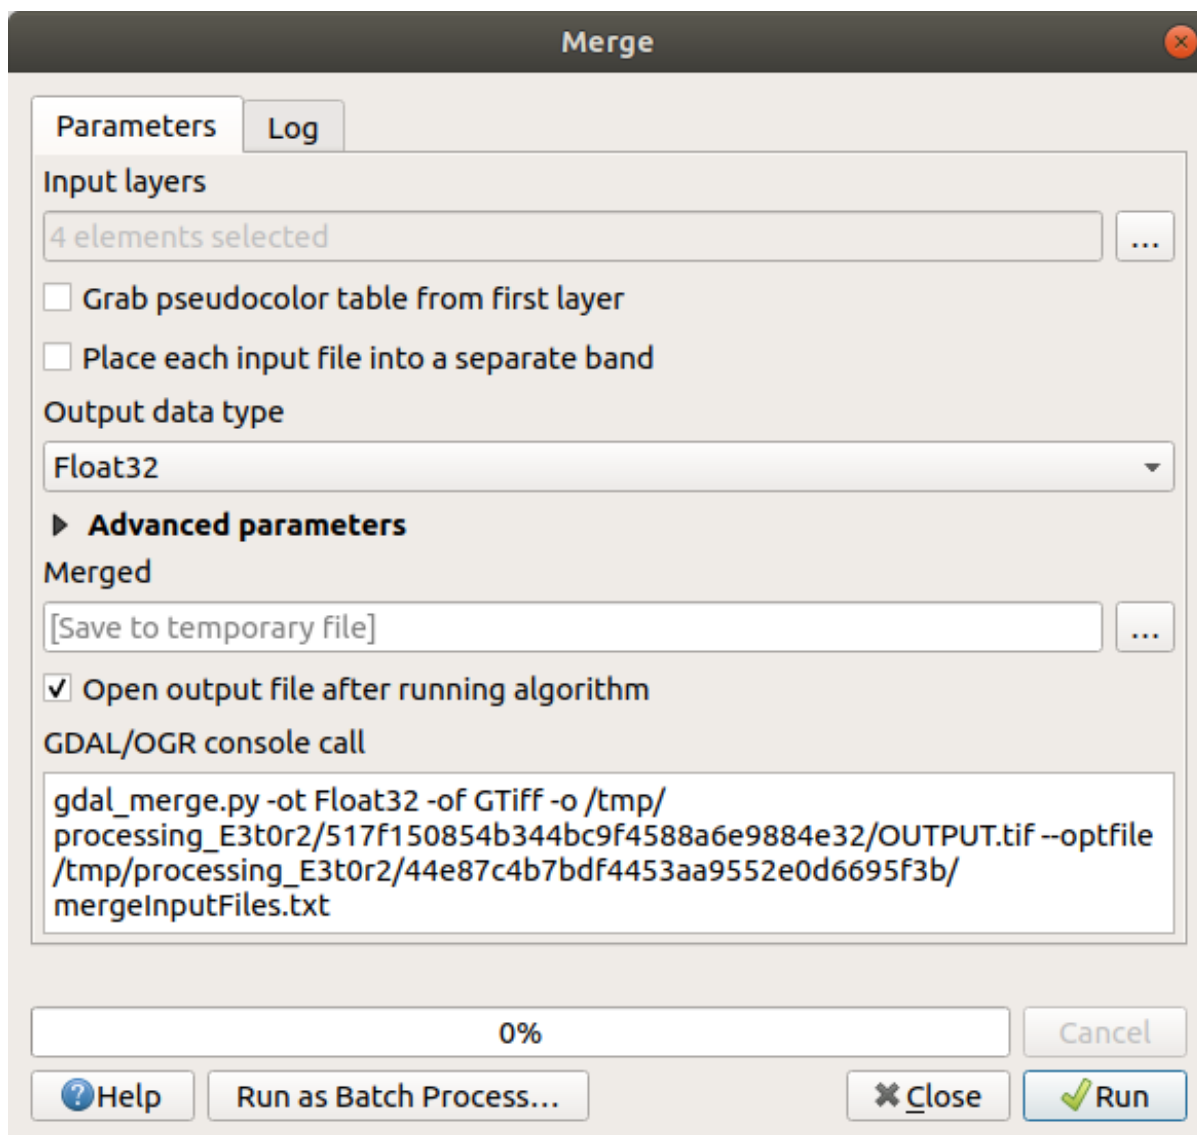 Merge
Parameters
Log
Input layers
4 elements selected
...
Grab pseudocolor table from first layer
Place each input file into a separate band
Output data type
Float32
Advanced parameters
Merged
[Save to temporary file]
...
Open output file after running algorithm
GDAL/OGR console call
gdal_merge.py -ot Float32 -of GTiff -o /tmp/
processing_E3t0r2/517f150854b344bc9f4588a6e9884e32/OUTPUT.tif --optfile
/tmp/processing_E3t0r2/44e87c4b7bdf4453aa9552e0d6695f3b/
mergeInputFiles.txt
0%
Cancel
Help
Run as Batch Process...
Close
Run